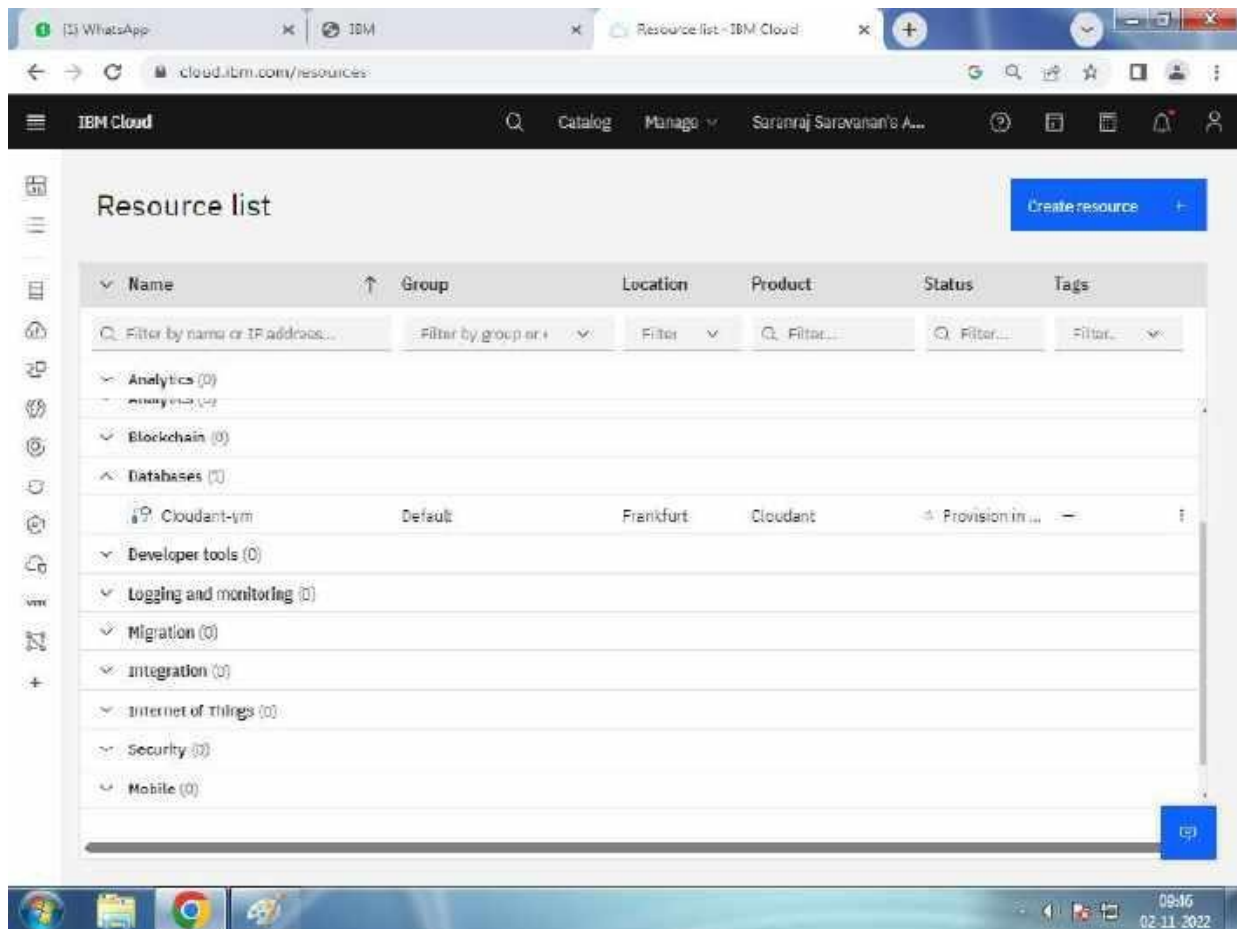 (5) WhatsApp
IBM
Resource list - IBM Cloud
cloud.ibm.com/resources
IBM Cloud
Catalog
Manage
Saranraj Saravanan's A...
Resource list
Create resource
Name
Group
Location
Product
Status
Tags
Filter by name or IP address...
Filter by group or
Filter
Filter...
Filter...
Filter..
Analytics (0)
Analytics (0)
Blockchain (0)
Databases (1)
Cloudant-ym
Default
Frankfurt
Cloudant
Provision in ...
—
Developer tools (0)
Logging and monitoring (0)
Migration (0)
Integration (0)
Internet of Things (0)
Security (0)
Mobile (0)
09:46
02-11-2022